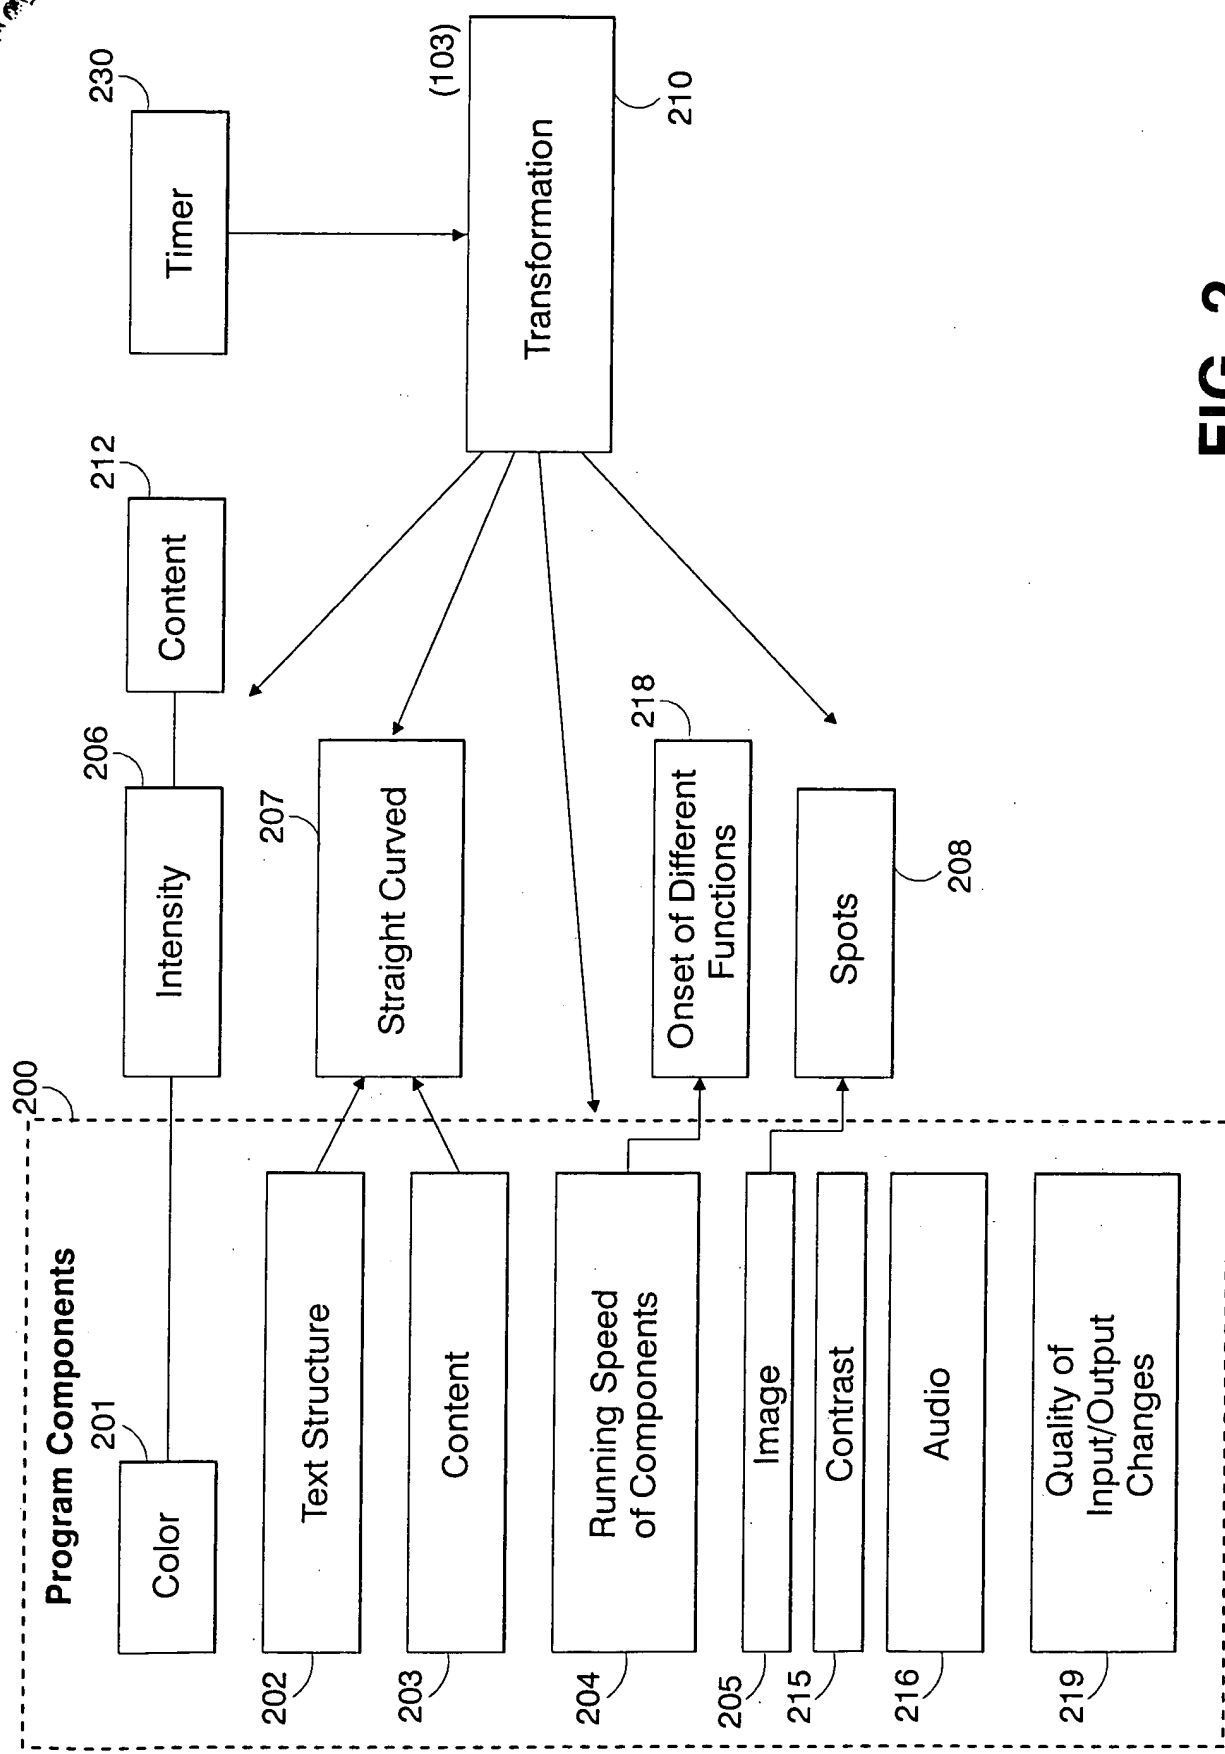 Program Components
200
201
Color
206
Intensity
212
Content
230
Timer
202
Text Structure
207
Straight Curved
203
Content
(103)
Transformation
210
204
Running Speed
of Components
218
Onset of Different
Functions
205
Image
Spots
208
215
Contrast
216
Audio
219
Quality of
Input/Output
Changes
FIG. 2